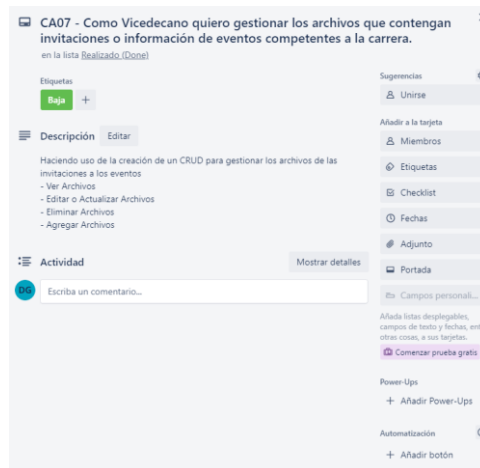 CA07 - Como Vicedecano quiero gestionar los archivos que contengan
invitaciones o información de eventos competentes a la carrera.
en la lista Realizado (Done)
Etiquetas
Baja +
Descripción Editar
Haciendo uso de la creación de un CRUD para gestionar los archivos de las
invitaciones a los eventos
- Ver Archivos
- Editar o Actualizar Archivos
- Eliminar Archivos
- Agregar Archivos
Actividad Mostrar detalles
DG Escriba un comentario...
Sugerencias
Unirse
Añadir a la tarjeta
Miembros
Etiquetas
Checklist
Fechas
Adjunto
Portada
Campos personali...
Añada listas desplegables,
campos de texto y fechas, ent
otras cosas, a sus tarjetas.
Comenzar prueba gratis
Power-Ups
+ Añadir Power-Ups
Automatización
+ Añadir botón